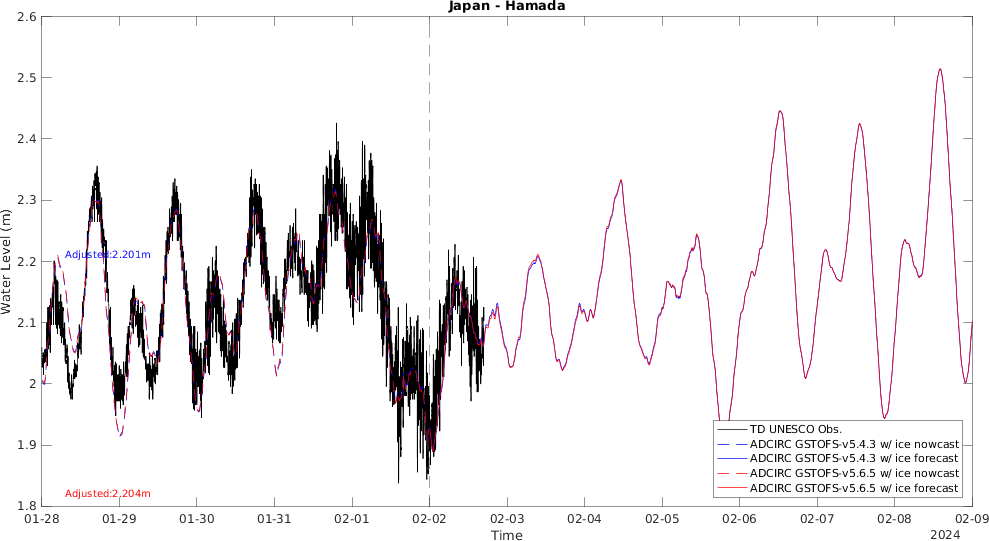 Japan - Hamada
2.6
2.5
2.4
2.3
2.2
2.1
2
1.9
1.8
Water Level (m)
Adjusted:2.201m
Adjusted:2.204m
TD UNESCO Obs.
ADCIRC GSTOFS-v5.4.3 w/ ice nowcast
ADCIRC GSTOFS-v5.4.3 w/ ice forecast
ADCIRC GSTOFS-v5.6.5 w/ ice nowcast
ADCIRC GSTOFS-v5.6.5 w/ ice forecast
01-28 01-29 01-30 01-31 02-01 02-02 02-03 02-04 02-05 02-06 02-07 02-08 02-09
Time
2024